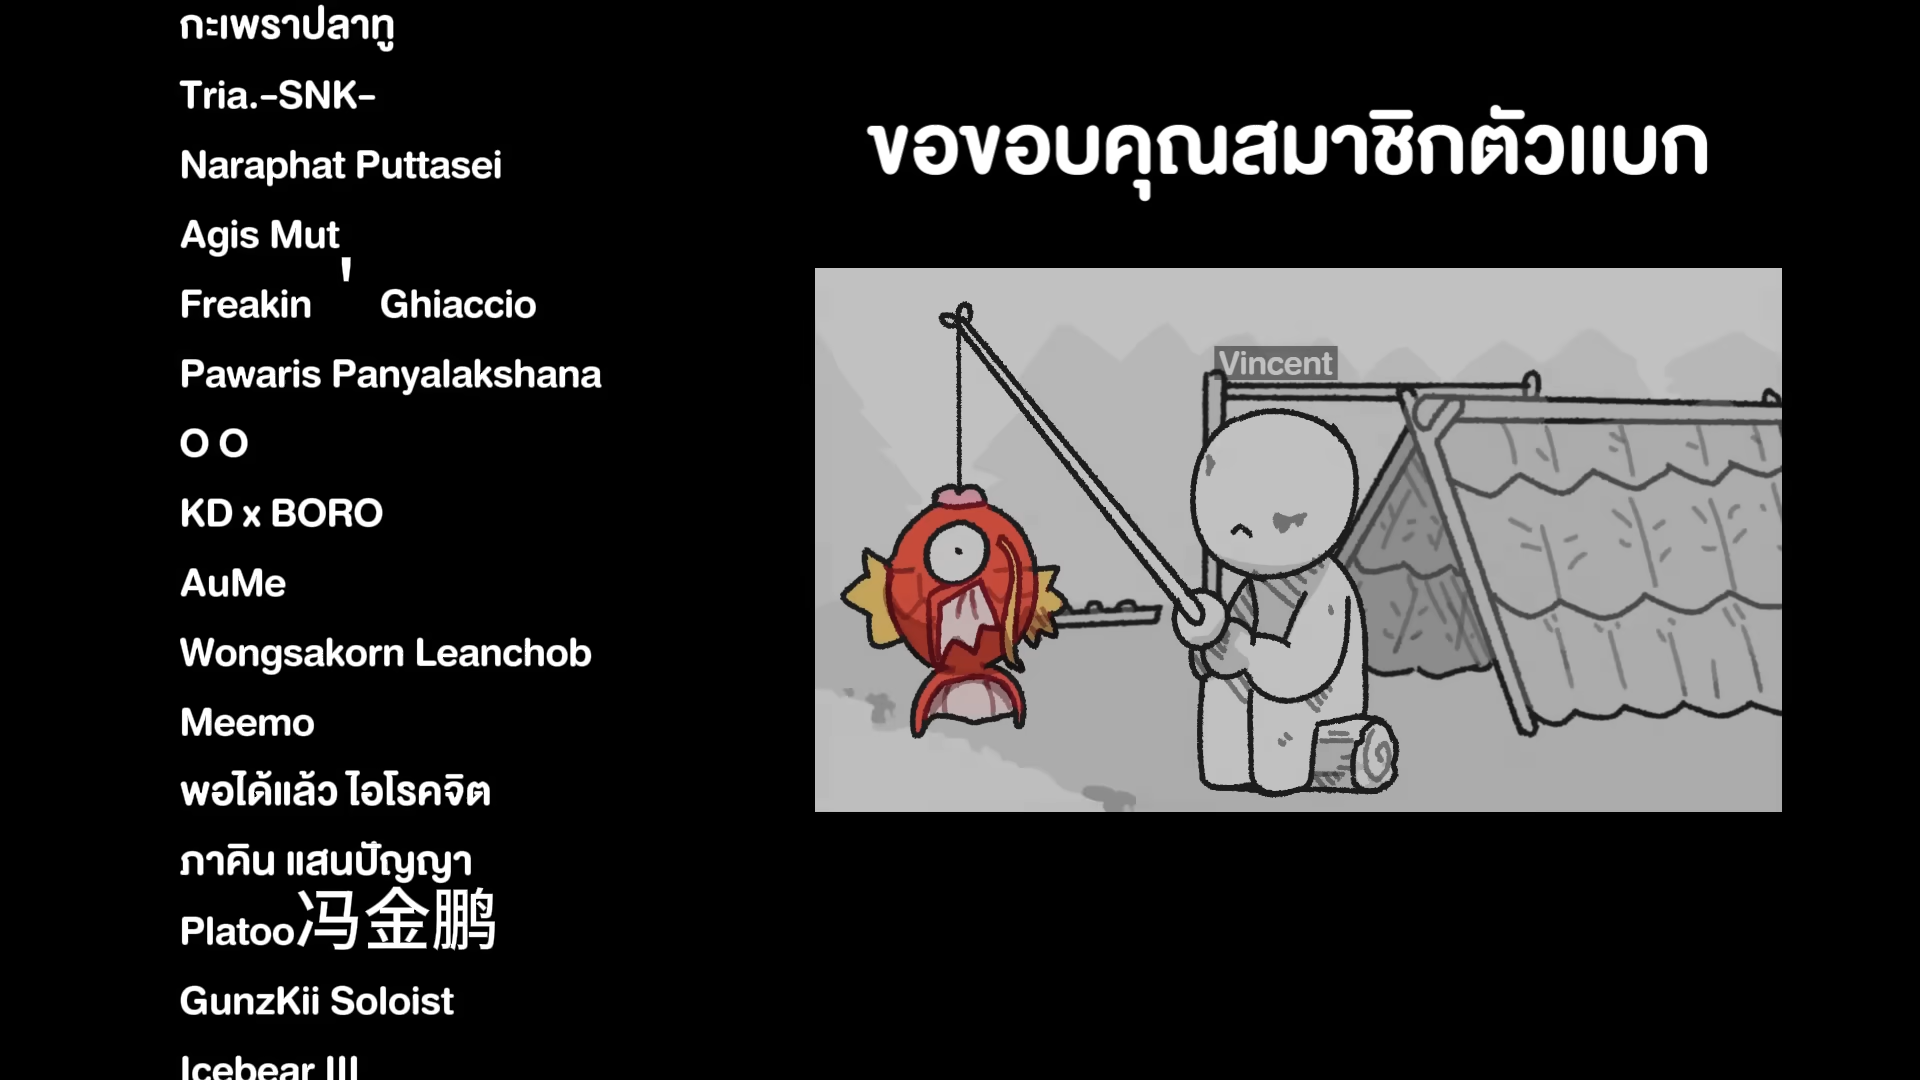 กะเพราปลาทู
Tria.-SNK-
Naraphat Puttasei
Agis Mut
Freakin ' Ghiaccio
Pawaris Panyalakshana
O O
KD x BORO
AuMe
Wongsakorn Leanchob
Meemo
พอได้แล้ว ไอโรคจิต
ภาคิน แสนปัญญา
Platoo冯金鹏
GunzKii Soloist
Icebear III
ขอขอบคุณสมาชิกตัวแบก
Vincent